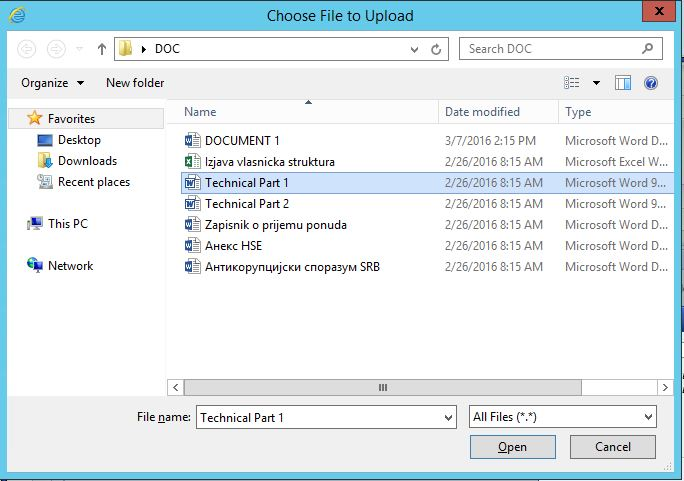 Choose File to Upload
x
DOC
Search DOC
Organize
New folder
Name Date modified Type
Favorites
Desktop
Downloads
Recent places
This PC
Network
DOCUMENT 1 3/7/2016 2:15 PM Microsoft Word D...
Izjava vlasnicka struktura 2/26/2016 8:15 AM Microsoft Excel W...
Technical Part 1 2/26/2016 8:15 AM Microsoft Word 9...
Technical Part 2 2/26/2016 8:15 AM Microsoft Word 9...
Zapisnik o prijemu ponuda 2/26/2016 8:15 AM Microsoft Word D...
Анекс HSE 2/26/2016 8:15 AM Microsoft Word D...
Антикорупцијски споразум SRB 2/26/2016 8:15 AM Microsoft Word D...
File name: Technical Part 1 All Files (*.*)
Open Cancel